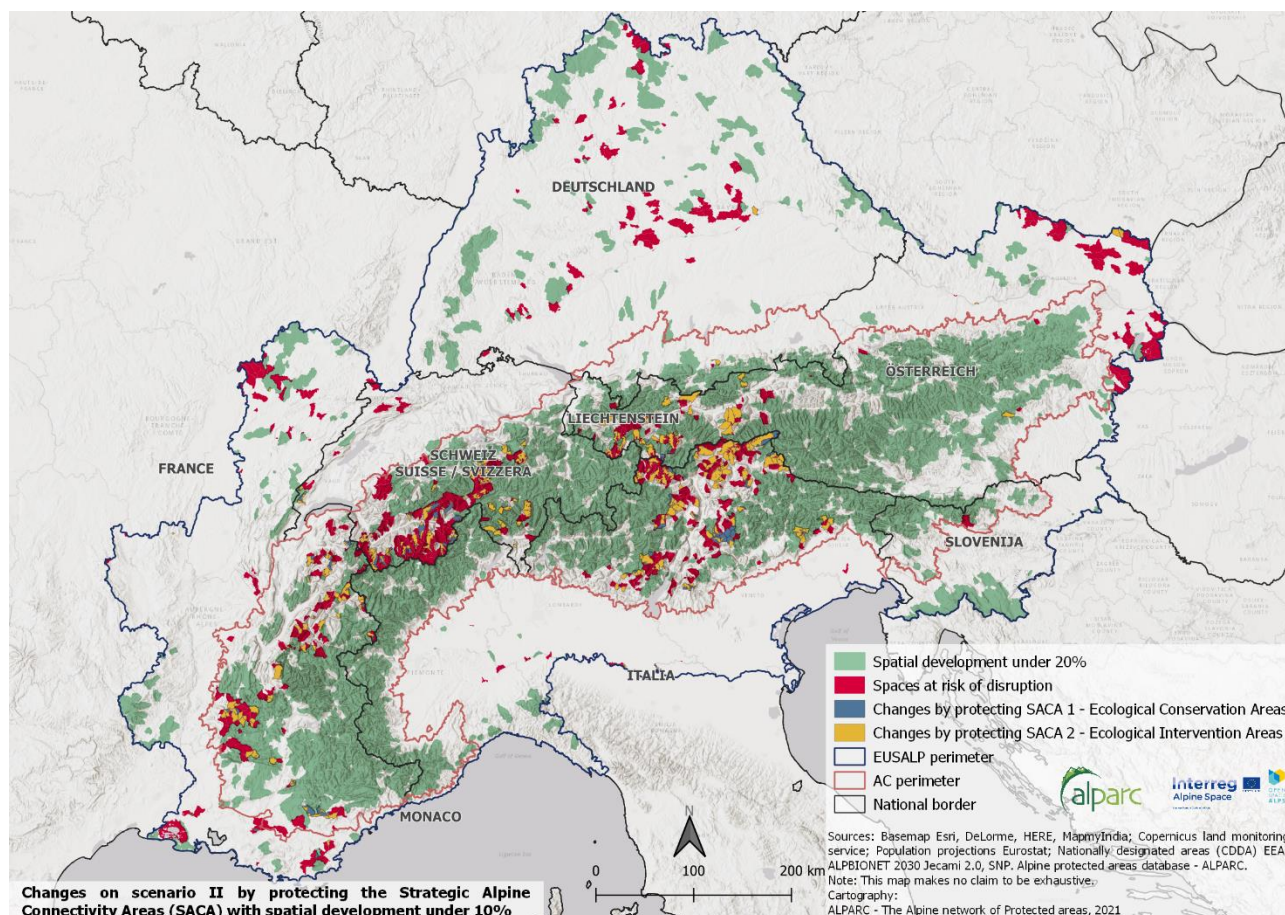 DEUTSCHLAND
ÖSTERREICH
LIECHTENSTEIN
SCHWEIZ
SUISSE / SVIZZERA
FRANCE
SLOVENIJA
ITALIA
MONACO
Spatial development under 20%
Spaces at risk of disruption
Changes by protecting SACA 1 - Ecological Conservation Areas
Changes by protecting SACA 2 - Ecological Intervention Areas
EUSALP perimeter
AC perimeter
National border
alparc
Interreg
Alpine Space
N
0 100 200 km
Sources: Basemap Esri, DeLorme, HERE, MapmyIndia; Copernicus land monitoring
service; Population projections Eurostat; Nationally designated areas (CDDA) EEA
ALPBIONET 2030 Jecami 2.0, SNP. Alpine protected areas database - ALPARC.
Note: This map makes no claim to be exhaustive.
Cartography:
ALPARC - The Alpine network of Protected areas, 2021
Changes on scenario II by protecting the Strategic Alpine
Connectivity Areas (SACA) with spatial development under 10%